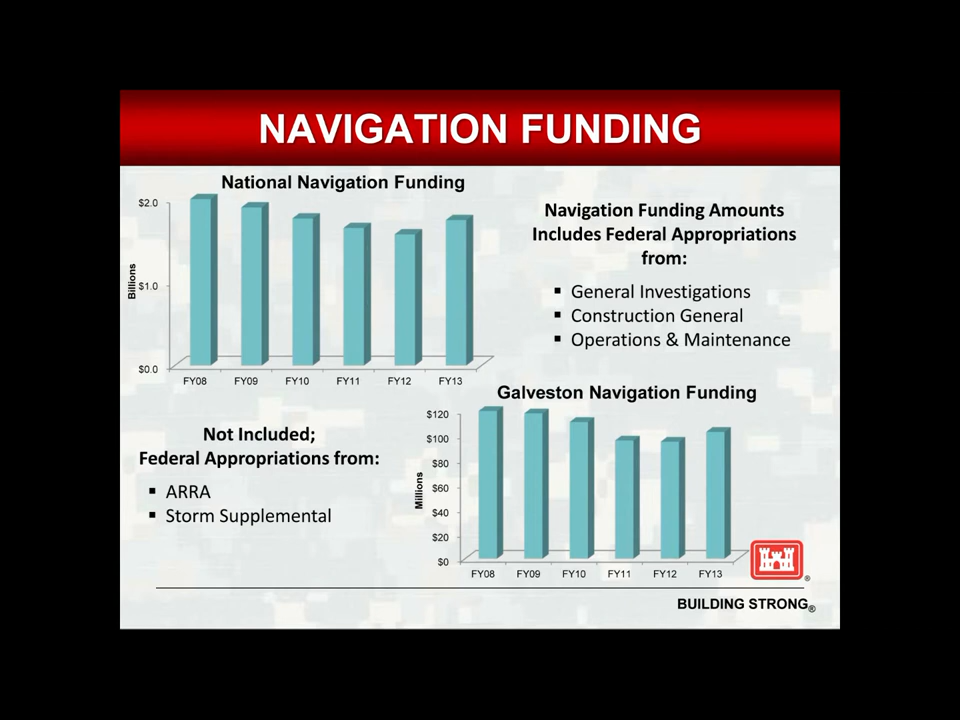 NAVIGATION FUNDING
National Navigation Funding
$2.0
$1.0
$0.0
Billions
FY08 FY09 FY10 FY11 FY12 FY13
Navigation Funding Amounts
Includes Federal Appropriations
from:
▪ General Investigations
▪ Construction General
▪ Operations & Maintenance
Not Included;
Federal Appropriations from:
▪ ARRA
▪ Storm Supplemental
Galveston Navigation Funding
$120
$100
$80
$60
$40
$20
$0
Millions
FY08 FY09 FY10 FY11 FY12 FY13
®
BUILDING STRONG®